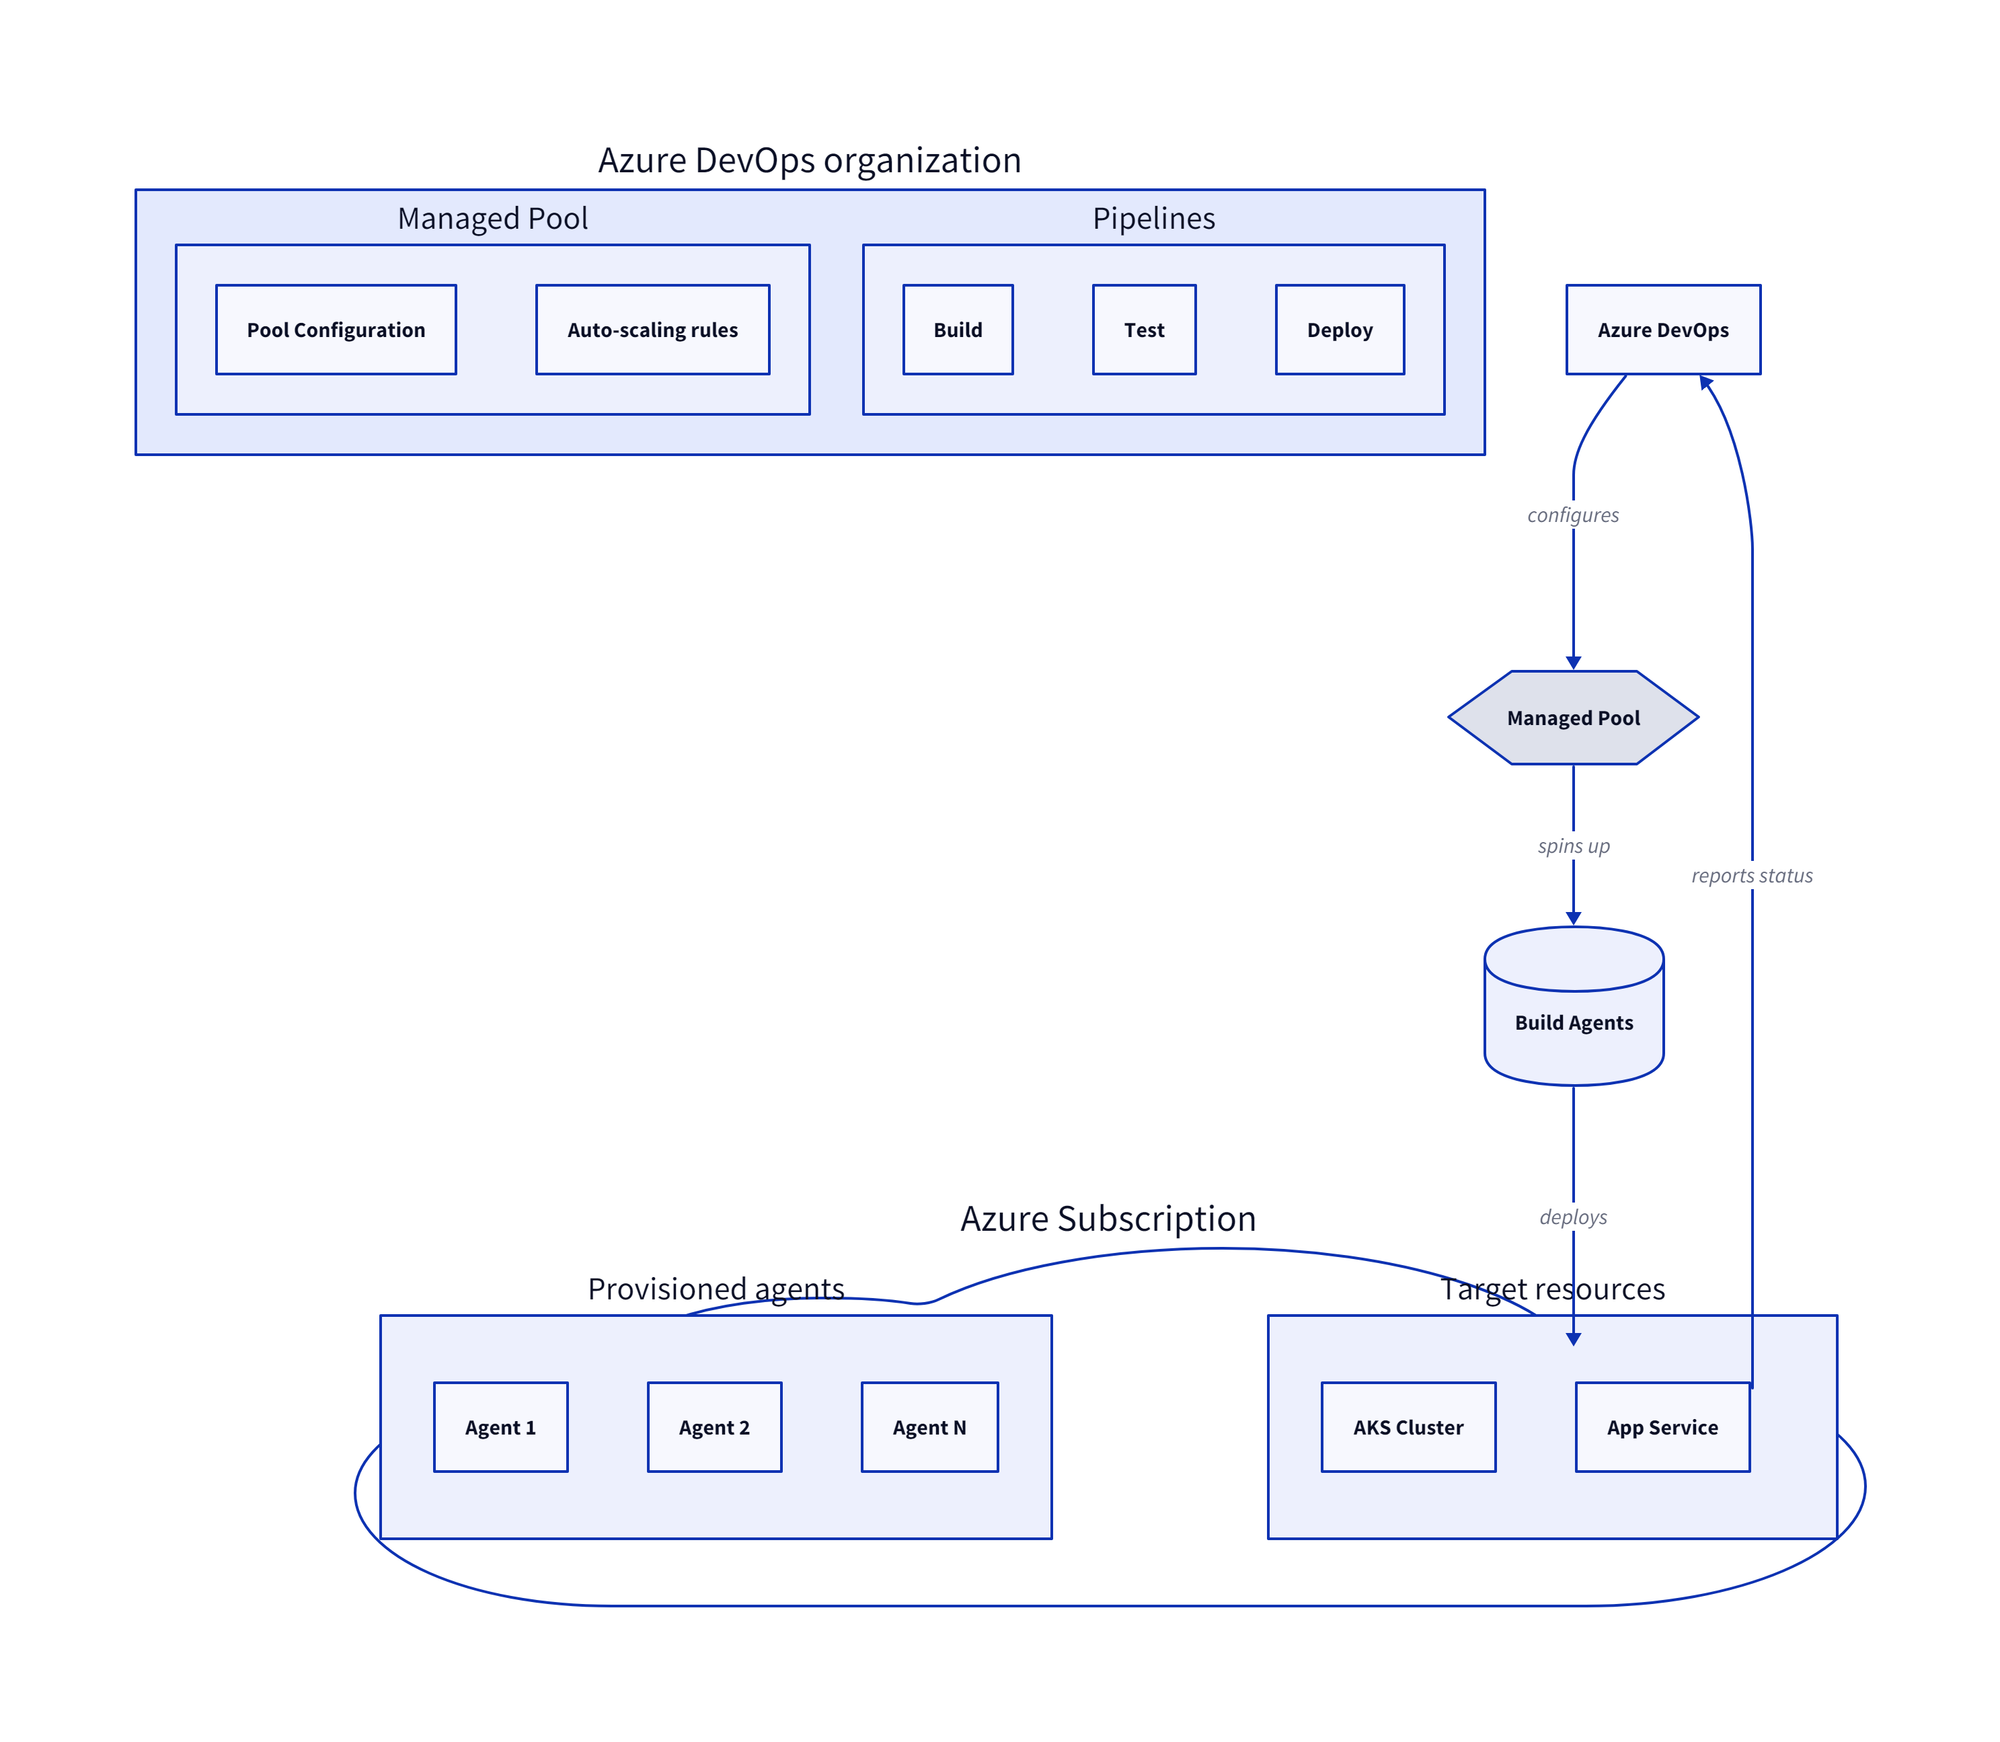 Azure DevOps organization
Managed Pool
Pipelines
Pool Configuration
Auto-scaling rules
Build
Test
Deploy
Azure DevOps
configures
Managed Pool
spins up
reports status
Build Agents
deploys
Azure Subscription
Provisioned agents
Target resources
Agent 1
Agent 2
Agent N
AKS Cluster
App Service